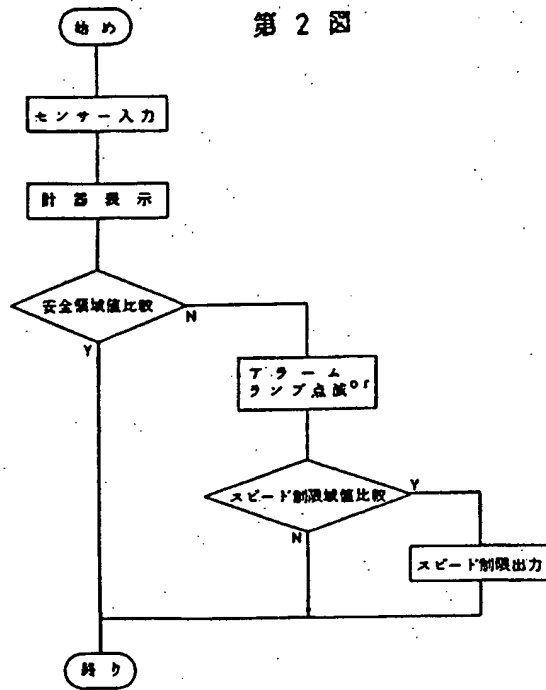 第2図
始め
センサー入力
計器表示
安全領域値比較
N
Y
アラーム or
ランプ点滅
スピード制限域値比較
Y
N
スピード制限出力
終り